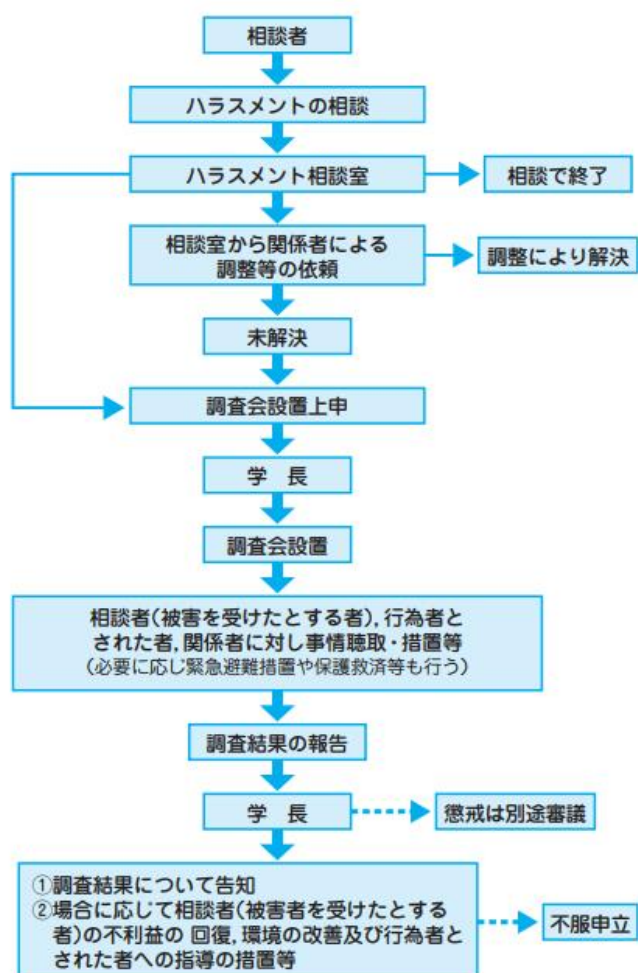 相談者
ハラスメントの相談
ハラスメント相談室
相談で終了
相談室から関係者による
調整等の依頼
調整により解決
未解決
調査会設置上申
学　長
調査会設置
相談者(被害を受けたとする者),行為者と
された者,関係者に対し事情聴取・措置等
(必要に応じ緊急避難措置や保護救済等も行う)
調査結果の報告
学　長
懲戒は別途審議
①調査結果について告知
②場合に応じて相談者(被害者を受けたとする
者)の不利益の 回復,環境の改善及び行為者と
された者への指導の措置等
不服申立